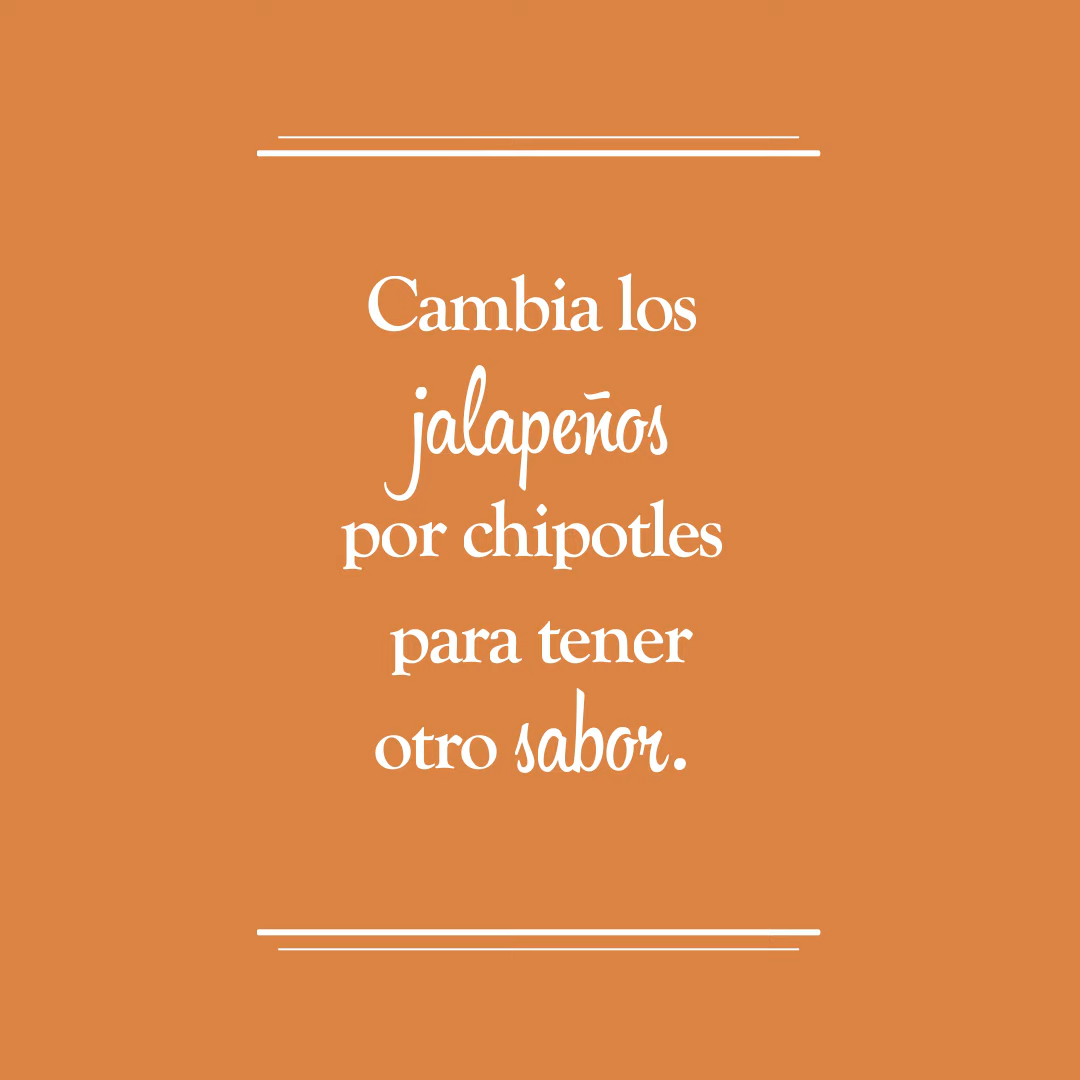 Cambia los
jalapeños
por chipotles
para tener
otro sabor.